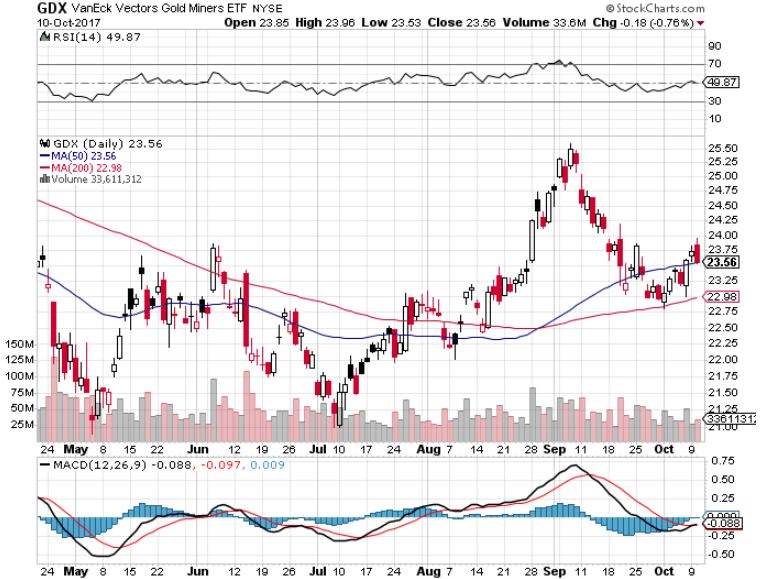 GDX VanEck Vectors Gold Miners ETF NYSE © StockCharts.com
10-Oct-2017 Open 23.85 High 23.96 Low 23.53 Close 23.56 Volume 33.6M Chg -0.18 (-0.76%)
RSI(14) 49.87
90
70
49.87
30
10
GDX (Daily) 23.56
MA(50) 23.56
MA(200) 22.98
Volume 33,611,312
25.50
25.25
25.00
24.75
24.50
24.25
24.00
23.75
23.56
23.25
22.98
22.75
22.50
22.25
22.00
21.75
21.50
21.25
21.00
150M
125M
100M
75M
50M
25M
33611312
24 May 8 15 22 Jun 12 19 26 Jul 10 17 24 Aug 7 14 21 28 Sep 11 18 25 Oct 9
MACD(12,26,9) -0.088, -0.097, 0.009
0.75
0.50
0.25
-0.088
-0.25
-0.50
24 May 8 15 22 Jun 12 19 26 Jul 10 17 24 Aug 7 14 21 28 Sep 11 18 25 Oct 9